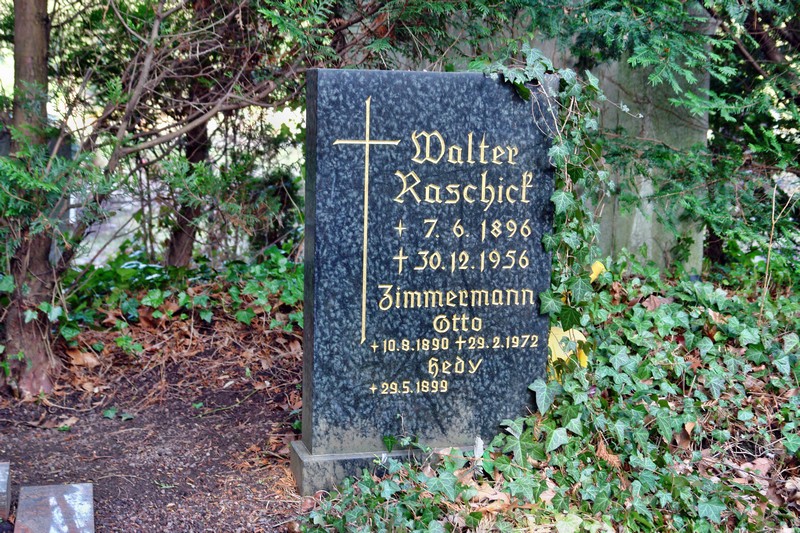 Walter
Raschick
+ 7. 6. 1896
† 30.12.1956
Zimmermann
Otto
+10.8.1890 +29.2.1972
Hedy
+29.5.1899